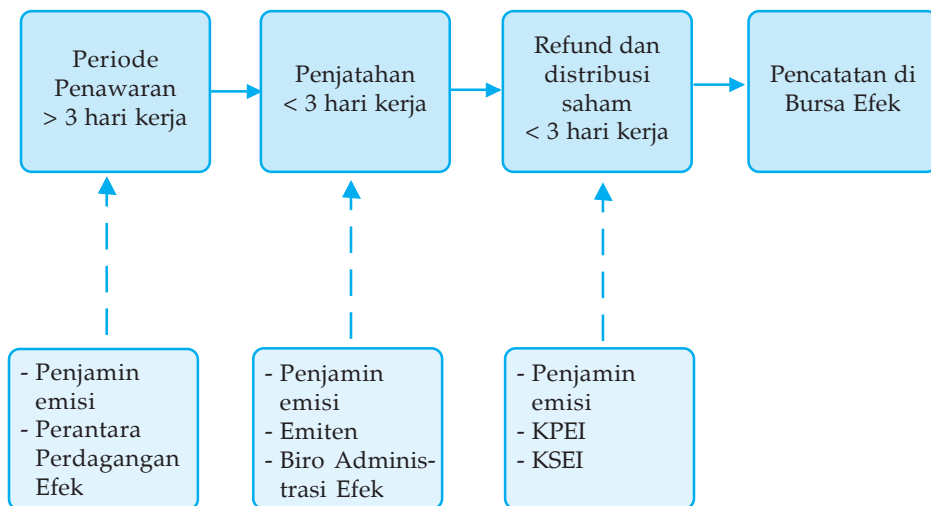 Periode
Penawaran
> 3 hari kerja
Penjatahan
< 3 hari kerja
Refund dan
distribusi
saham
< 3 hari kerja
Pencatatan di
Bursa Efek
- Penjamin
emisi
- Perantara
Perdagangan
Efek
- Penjamin
emisi
- Emiten
- Biro Adminis-
trasi Efek
- Penjamin
emisi
- KPEI
- KSEI